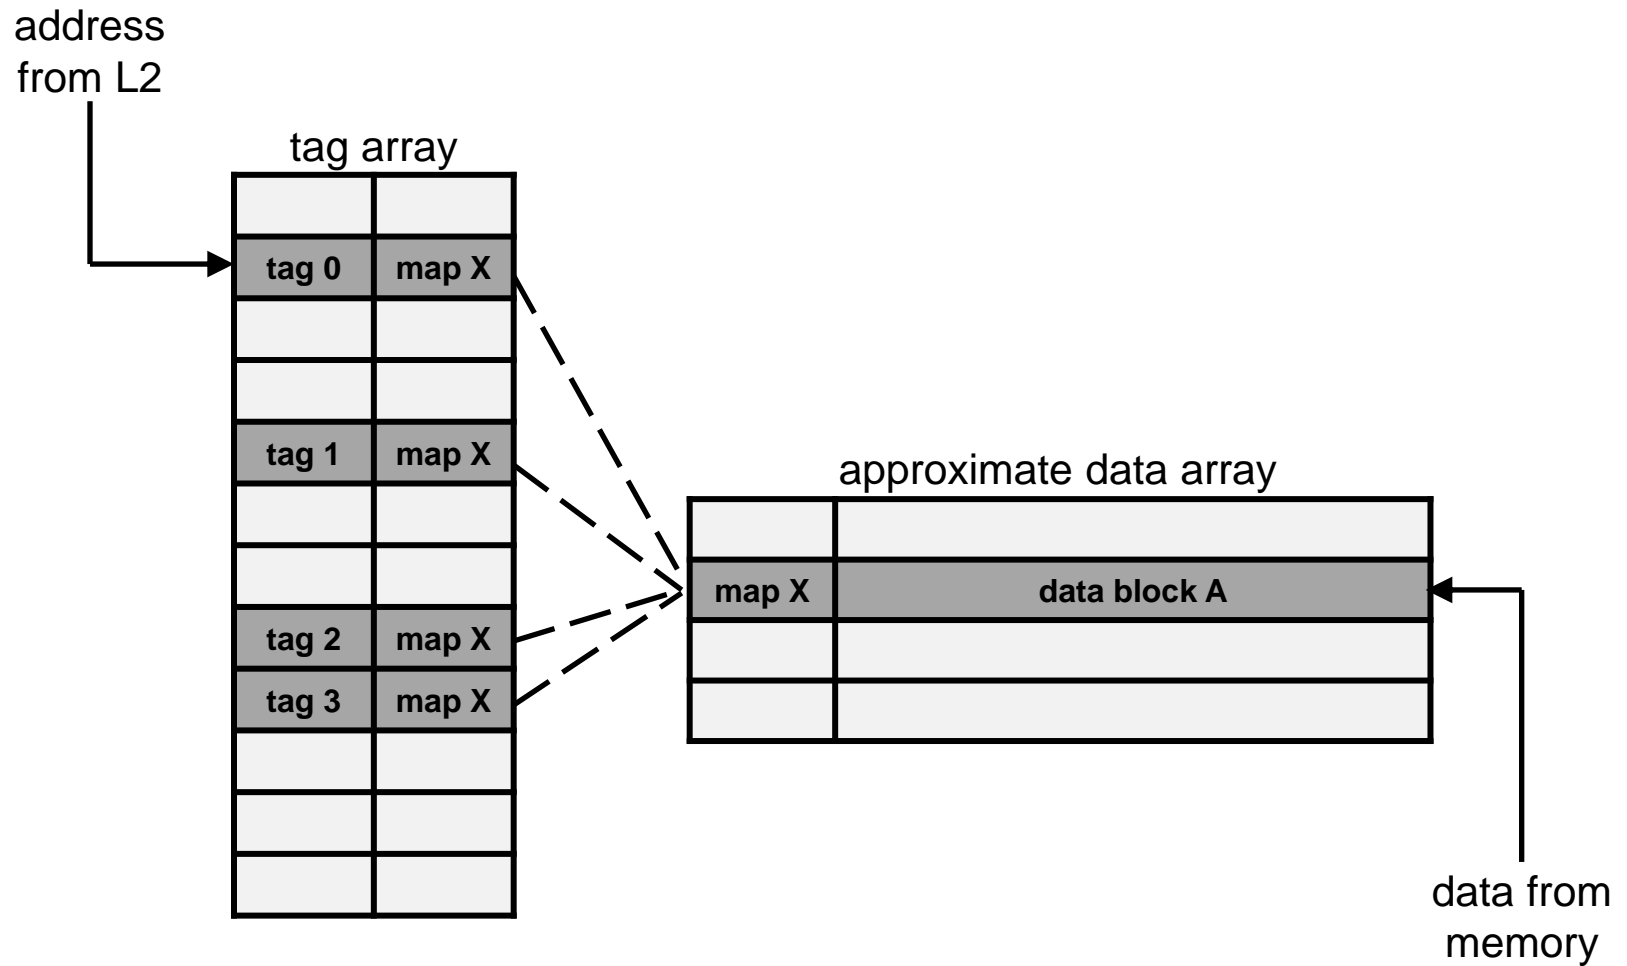 address
from L2
tag array
tag 0 map X
tag 1 map X
approximate data array
map X data block A
tag 2 map X
tag 3 map X
data from
memory